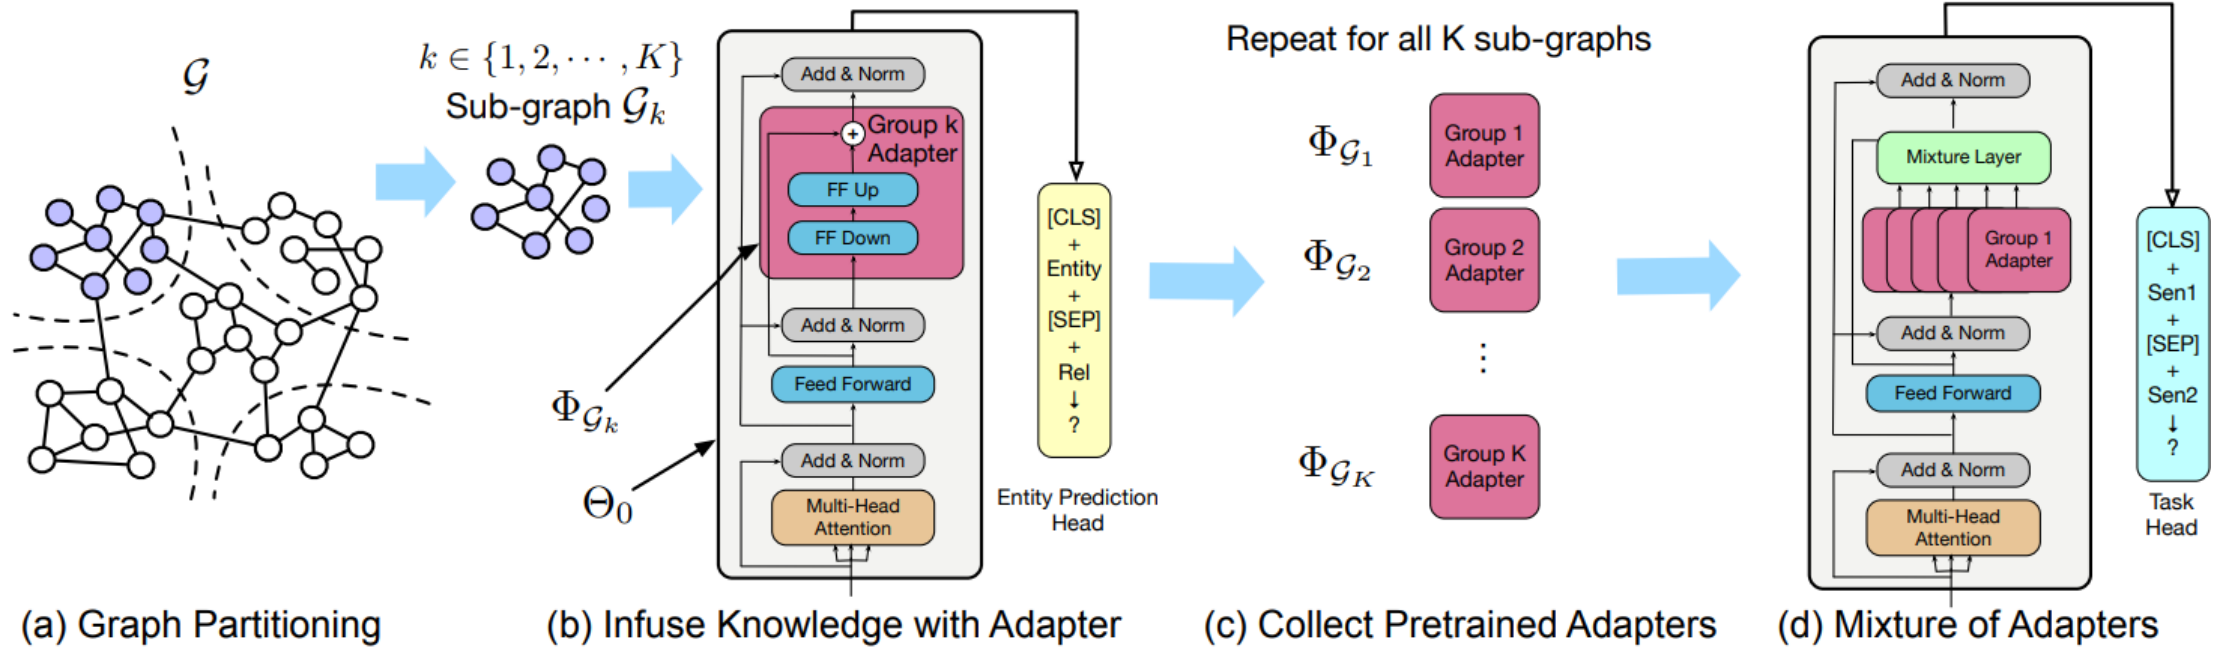 𝒢
k ∈ {1, 2, ⋯ , K}
Sub-graph 𝒢k
Add & Norm
+
Group k
Adapter
FF Up
FF Down
Add & Norm
Feed Forward
Add & Norm
Multi-Head
Attention
Φ𝒢k
Θ0
[CLS]
+
Entity
+
[SEP]
+
Rel
↓
?
Entity Prediction
Head
Repeat for all K sub-graphs
Φ𝒢1
Group 1
Adapter
Φ𝒢2
Group 2
Adapter
⋮
Φ𝒢K
Group K
Adapter
Add & Norm
Mixture Layer
Group 1
Adapter
Add & Norm
Feed Forward
Add & Norm
Multi-Head
Attention
[CLS]
+
Sen1
+
[SEP]
+
Sen2
↓
?
Task
Head
(a) Graph Partitioning
(b) Infuse Knowledge with Adapter
(c) Collect Pretrained Adapters
(d) Mixture of Adapters